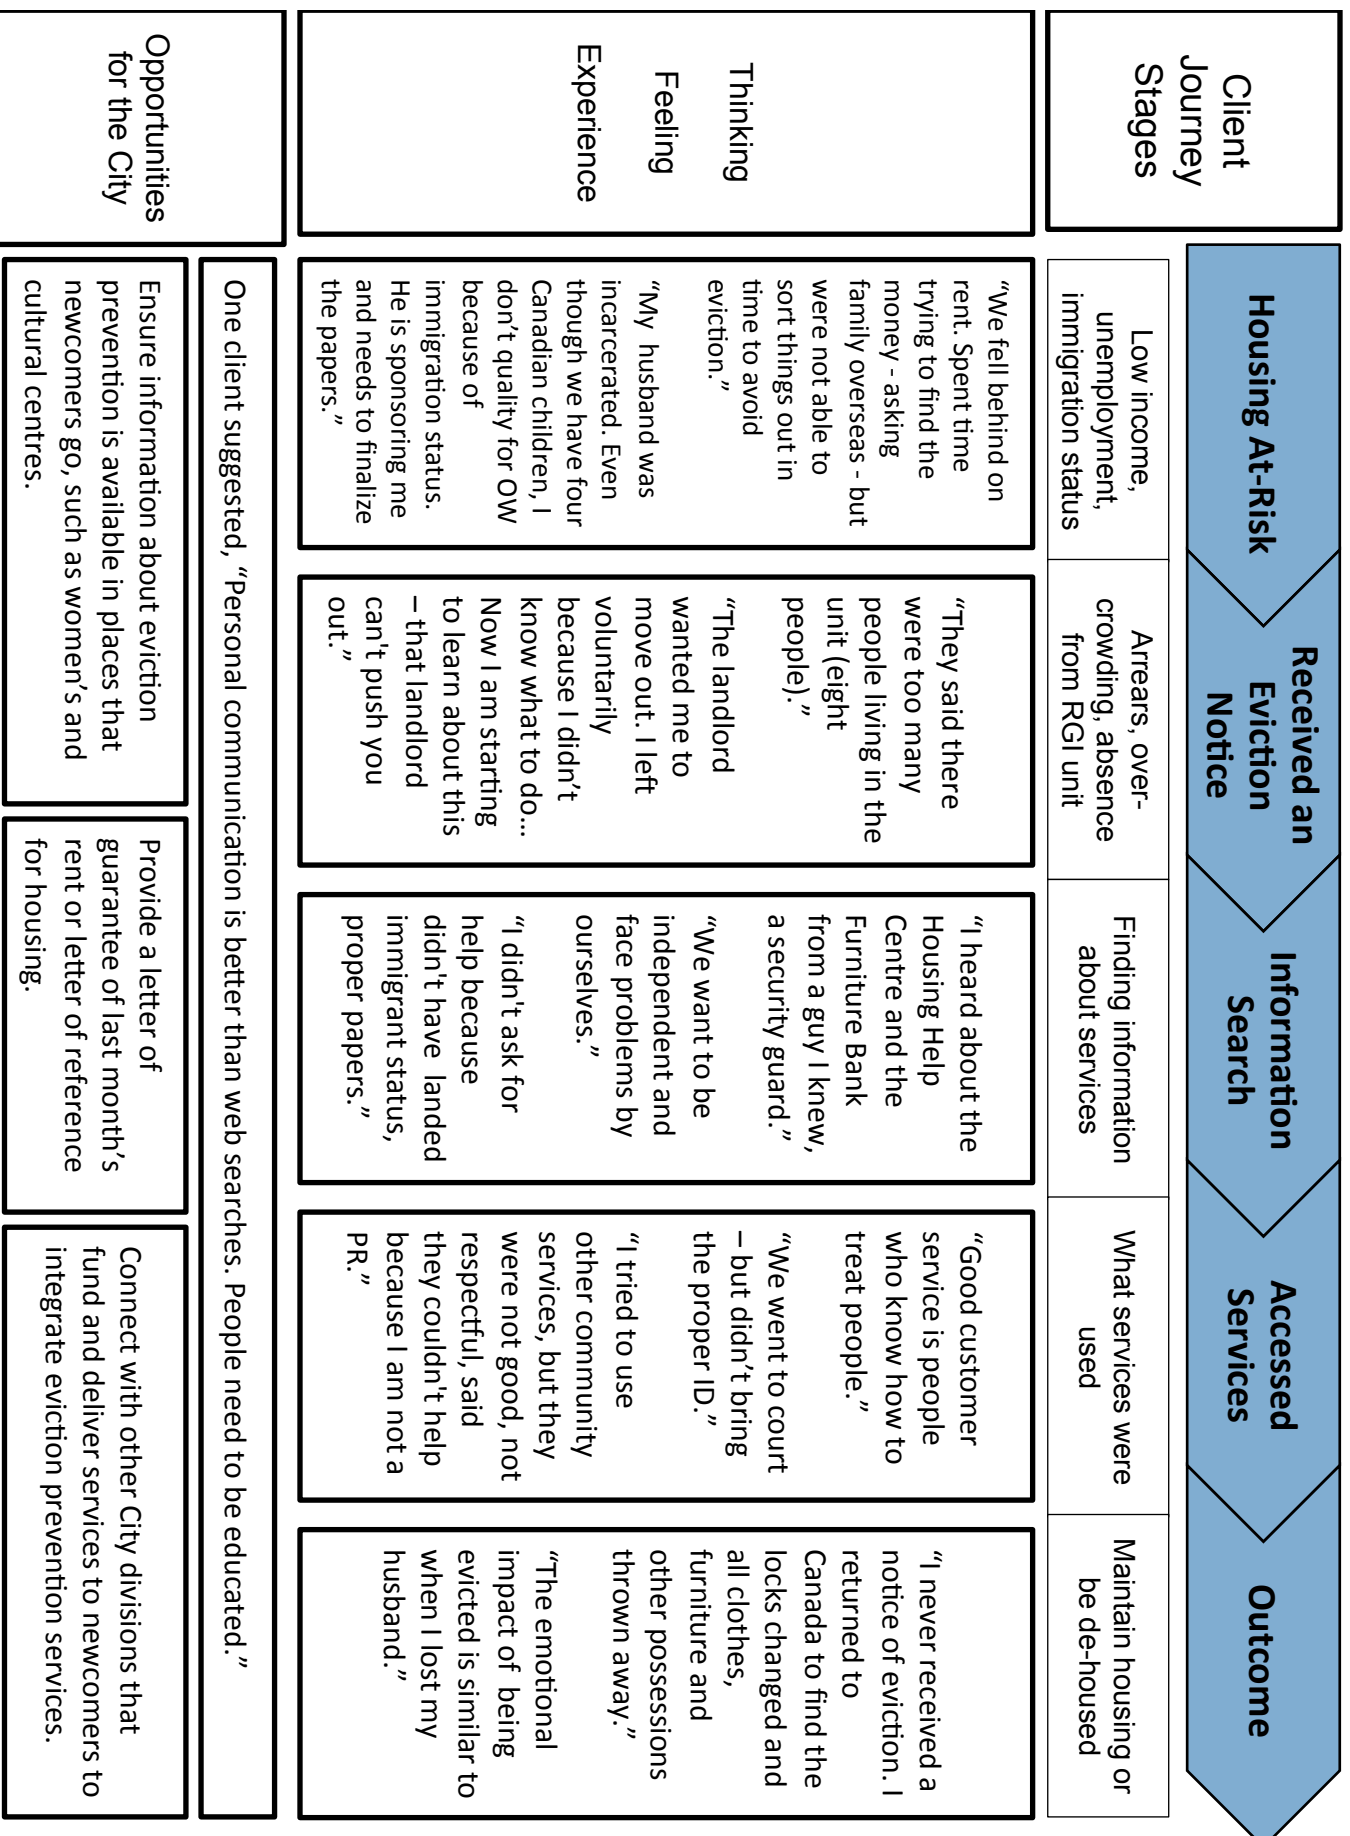 Client
Journey
Stages
Housing At-Risk
Received an
Eviction
Notice
Information
Search
Accessed
Services
Outcome
Low income,
unemployment,
immigration status
Arrears, over-
crowding, absence
from RGI unit
Finding information
about services
What services were
used
Maintain housing or
be de-housed
Thinking
Feeling
Experience
“We fell behind on
rent. Spent time
trying to find the
money - asking
family overseas - but
were not able to
sort things out in
time to avoid
eviction.”
“My  husband was
incarcerated. Even
though we have four
Canadian children, I
don’t quality for OW
because of
immigration status.
He is sponsoring me
and needs to finalize
the papers.”
“They said there
were too many
people living in the
unit (eight
people).”
“The landlord
wanted me to
move out. I left
voluntarily
because I didn’t
know what to do...
Now I am starting
to learn about this
– that landlord
can't push you
out.”
“I heard about the
Housing Help
Centre and the
Furniture Bank
from a guy I knew,
a security guard.”
“We want to be
independent and
face problems by
ourselves.”
“I didn't ask for
help because
didn't have  landed
immigrant status,
proper papers.”
“Good customer
service is people
who know how to
treat people.”
“We went to court
– but didn’t bring
the proper ID.”
“I tried to use
other community
services, but they
were not good, not
respectful, said
they couldn't help
because I am not a
PR.”
“I never received a
notice of eviction. I
returned to
Canada to find the
locks changed and
all clothes,
furniture and
other possessions
thrown away.”
“The emotional
impact of  being
evicted is similar to
when I lost my
husband.”
Opportunities
for the City
One client suggested, “Personal communication is better than web searches. People need to be educated.”
Ensure information about eviction
prevention is available in places that
newcomers go, such as women’s and
cultural centres.
Provide a letter of
guarantee of last month’s
rent or letter of reference
for housing.
Connect with other City divisions that
fund and deliver services to newcomers to
integrate eviction prevention services.